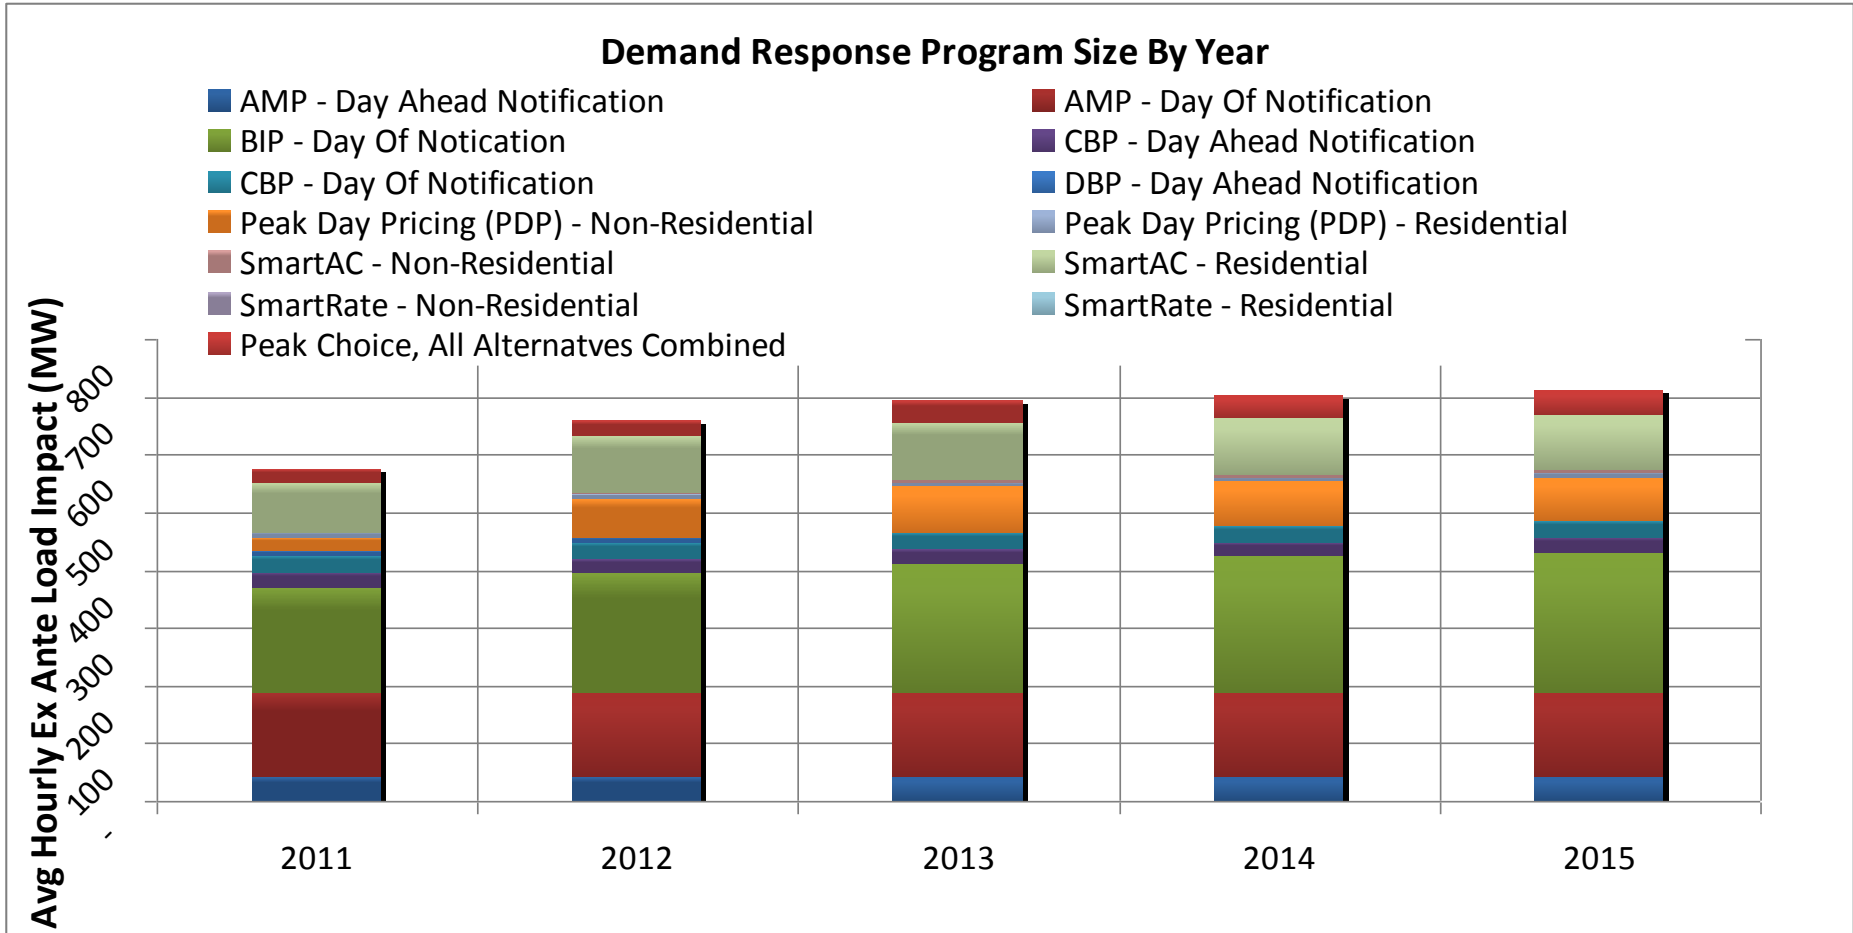 Demand Response Program Size By Year
AMP - Day Ahead Notification
AMP - Day Of Notification
BIP - Day Of Notication
CBP - Day Ahead Notification
CBP - Day Of Notification
DBP - Day Ahead Notification
Peak Day Pricing (PDP) - Non-Residential
Peak Day Pricing (PDP) - Residential
SmartAC - Non-Residential
SmartAC - Residential
SmartRate - Non-Residential
SmartRate - Residential
Peak Choice, All Alternatves Combined
Avg Hourly Ex Ante Load Impact (MW)
800
700
600
500
400
300
200
100
-
2011
2012
2013
2014
2015